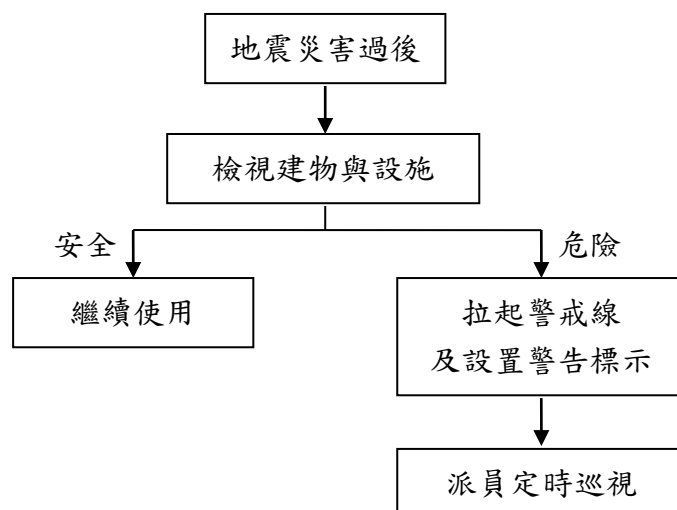 地震災害過後
檢視建物與設施
安全
危險
繼續使用
拉起警戒線
及設置警告標示
派員定時巡視